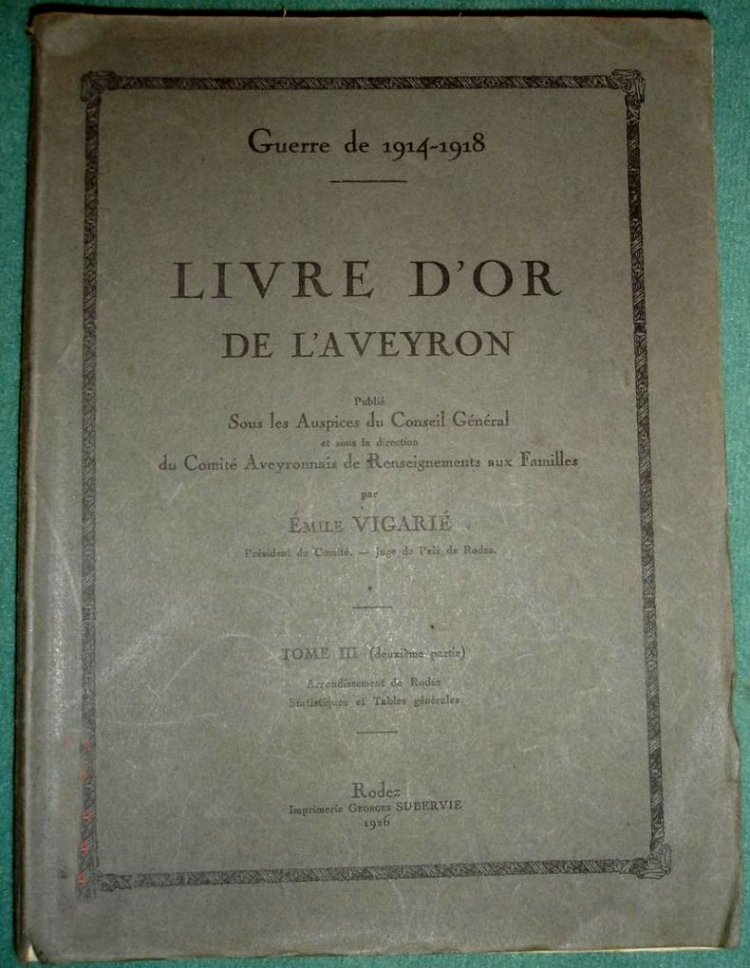 Guerre de 1914-1918
LIVRE D'OR
DE L'AVEYRON
Publié
Sous les Auspices du Conseil Général
et sous la direction
du Comité Aveyronnais de Renseignements aux Familles
par
ÉMILE VIGARIÉ
Président du Comité. — Juge de Paix de Rodez.
TOME III (deuxième partie)
Arrondissement de Rodez
Statistiques et Tables générales
Rodez
Imprimerie GEORGES SUBERVIE
1926